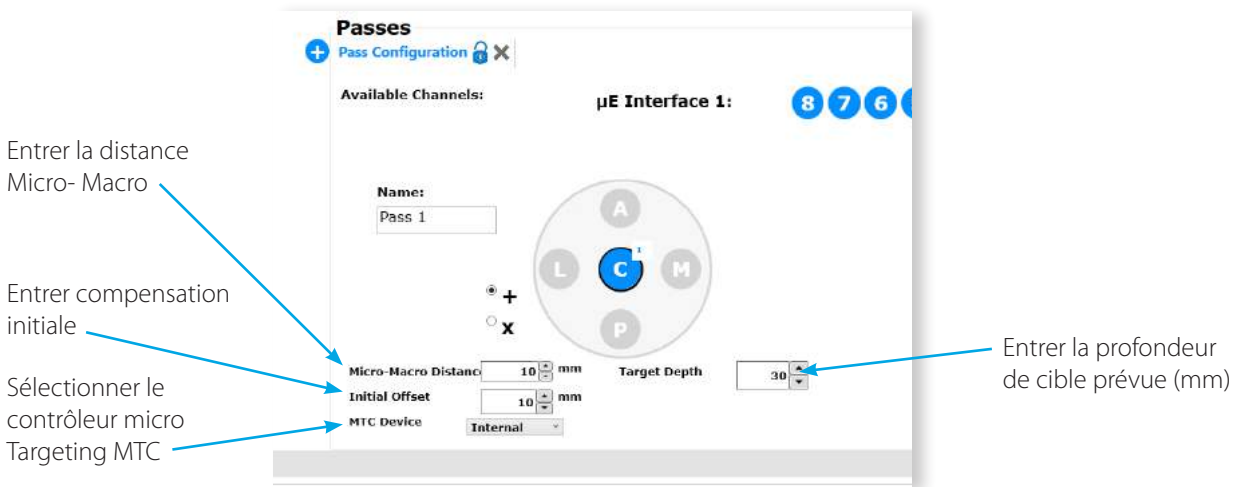 Passes
Pass Configuration
Available Channels:
µE Interface 1:
8 7 6
Entrer la distance
Micro- Macro
Name:
Pass 1
A
L C 1 M
P
+
x
Entrer compensation
initiale
Micro-Macro Distanc 10 mm
Target Depth 30
Initial Offset 10 mm
MTC Device Internal
Sélectionner le
contrôleur micro
Targeting MTC
Entrer la profondeur
de cible prévue (mm)